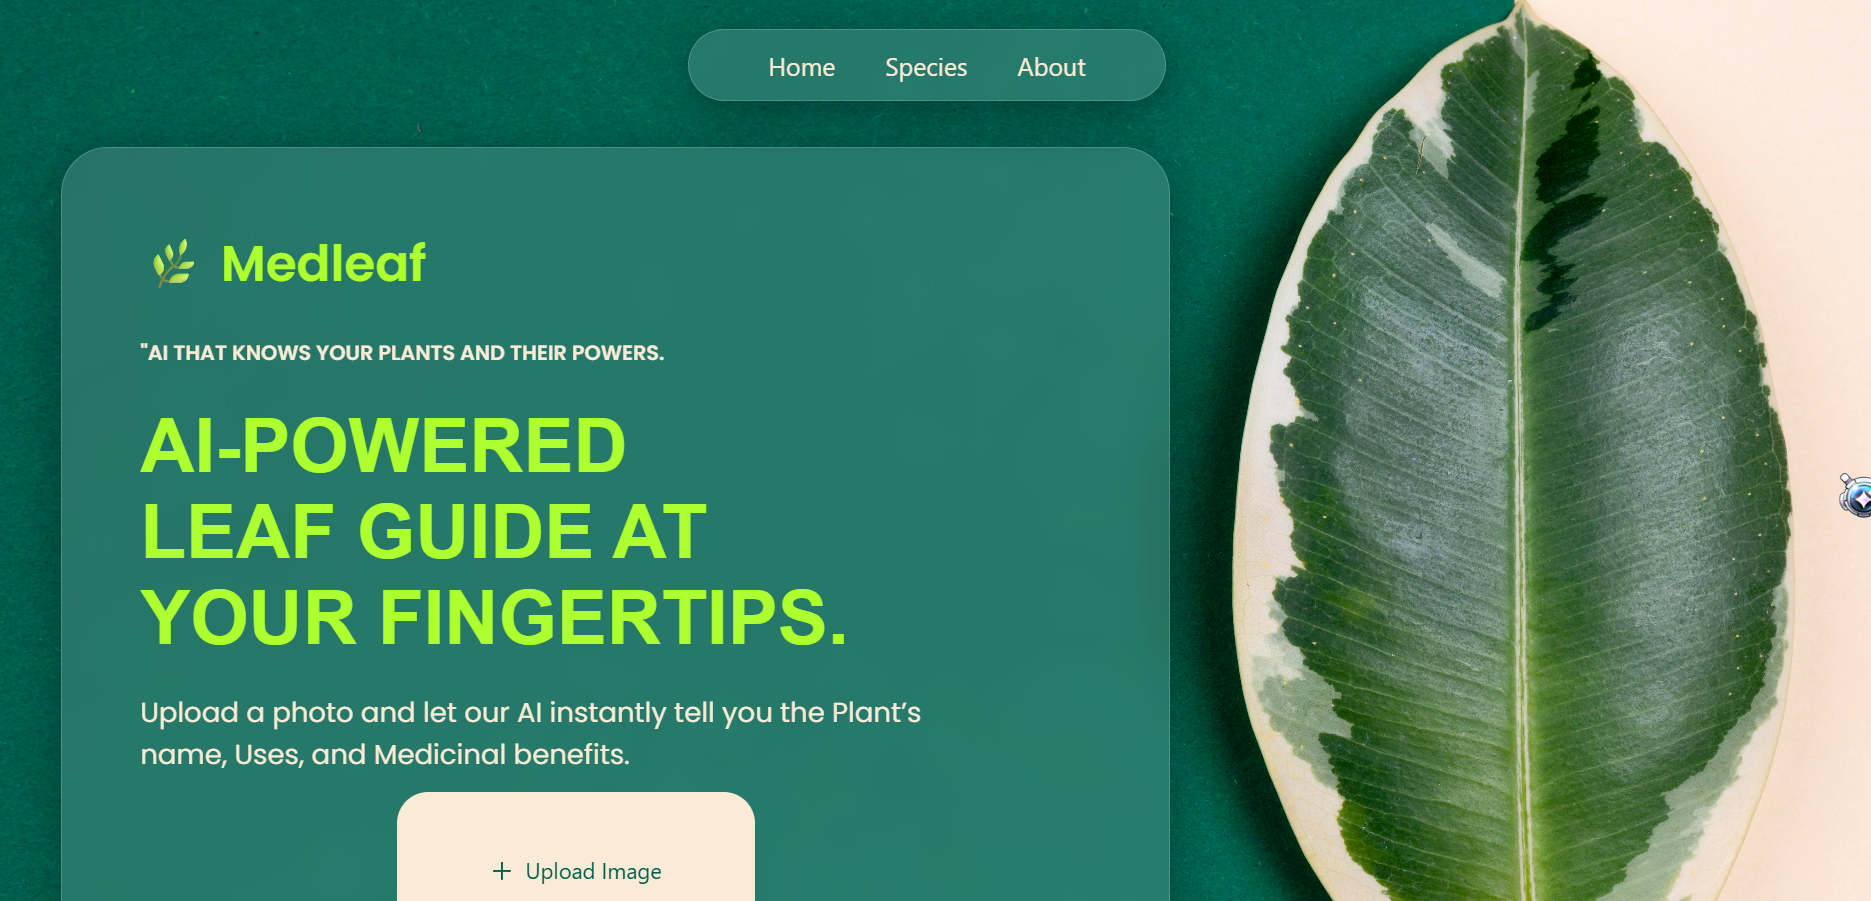 Home Species About
Medleaf
"AI THAT KNOWS YOUR PLANTS AND THEIR POWERS.
AI-POWERED
LEAF GUIDE AT
YOUR FINGERTIPS.
Upload a photo and let our AI instantly tell you the Plant’s
name, Uses, and Medicinal benefits.
+ Upload Image